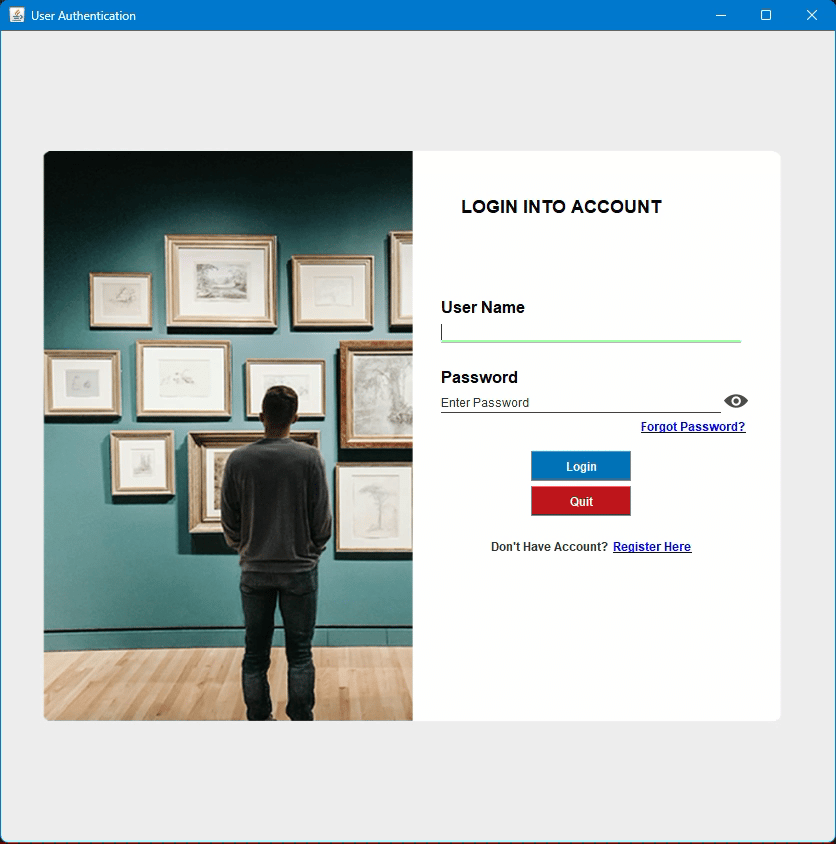 User Authentication
LOGIN INTO ACCOUNT
User Name
Password
Enter Password
Forgot Password?
Login
Quit
Don't Have Account? Register Here